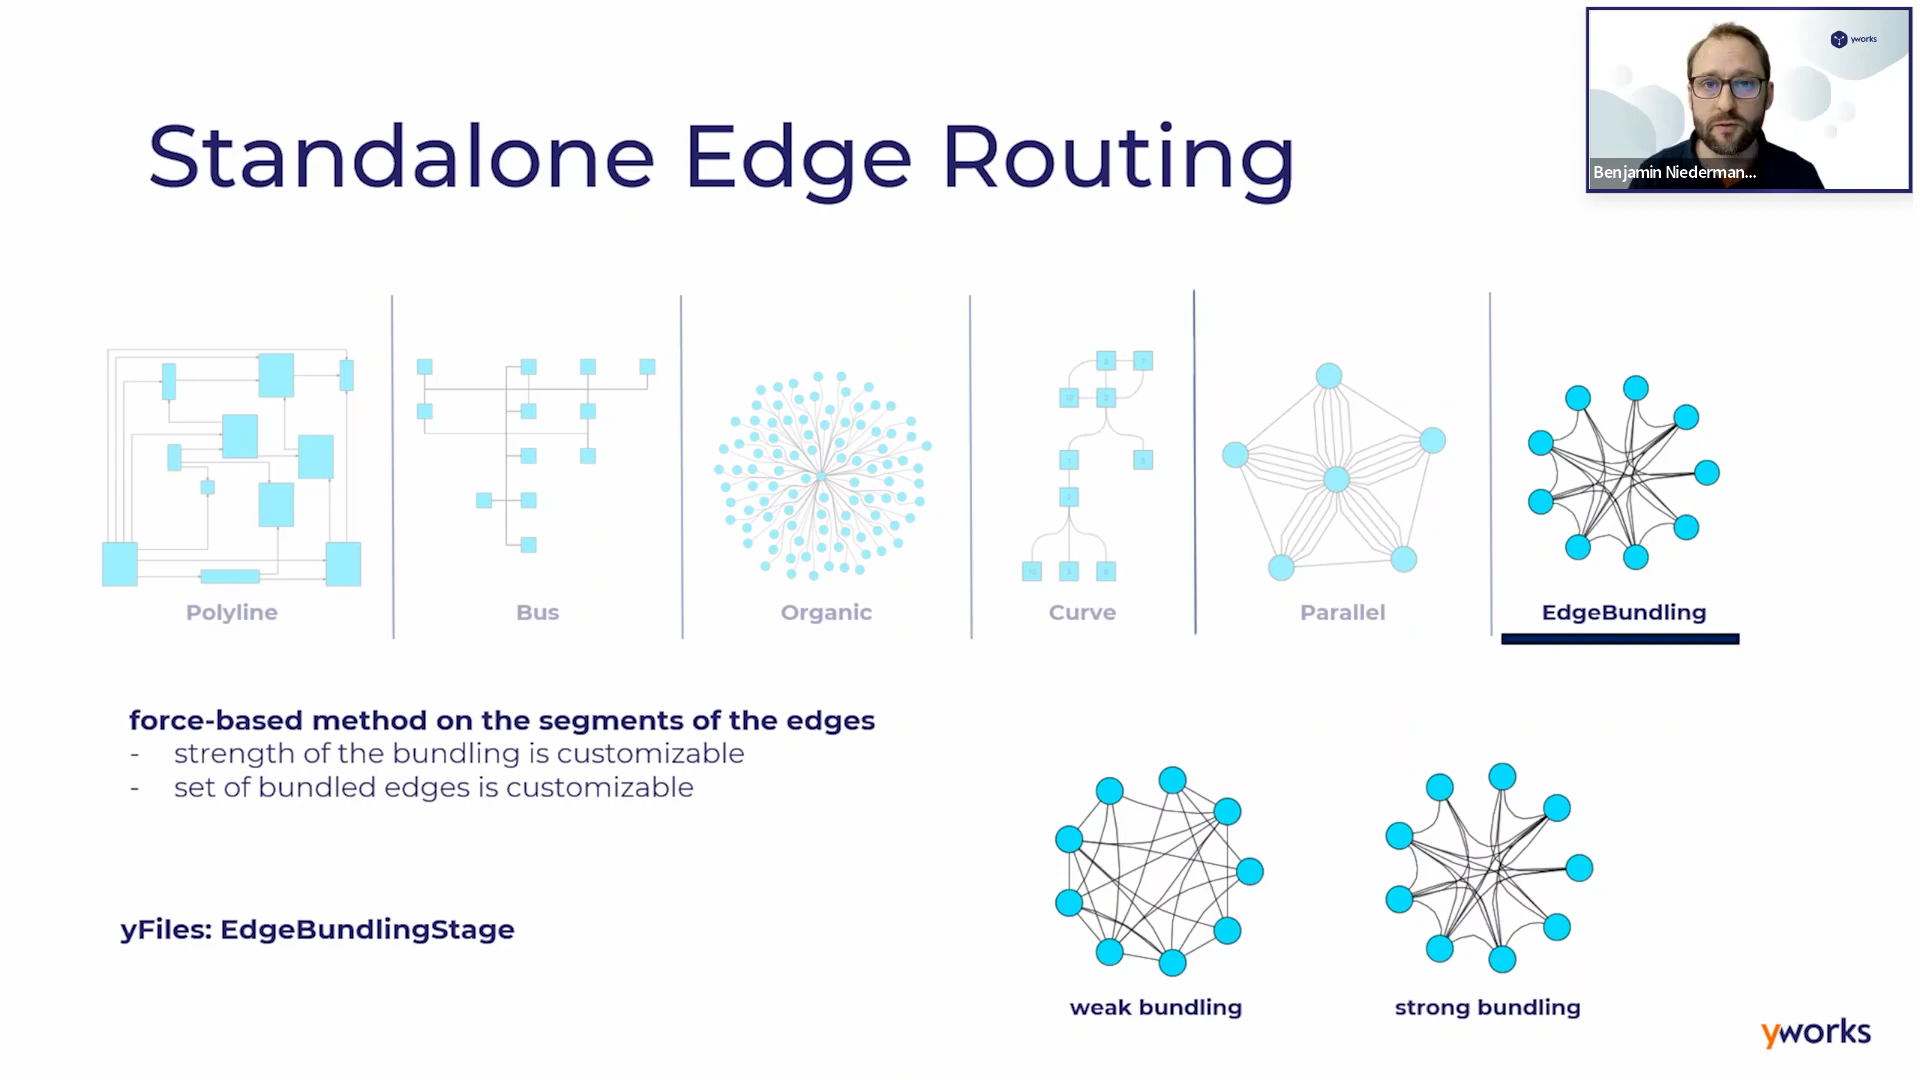 yworks
Benjamin Niederman...
Standalone Edge Routing
Polyline
Bus
Organic
Curve
Parallel
EdgeBundling
force-based method on the segments of the edges
- strength of the bundling is customizable
- set of bundled edges is customizable
yFiles: EdgeBundlingStage
weak bundling
strong bundling
yworks